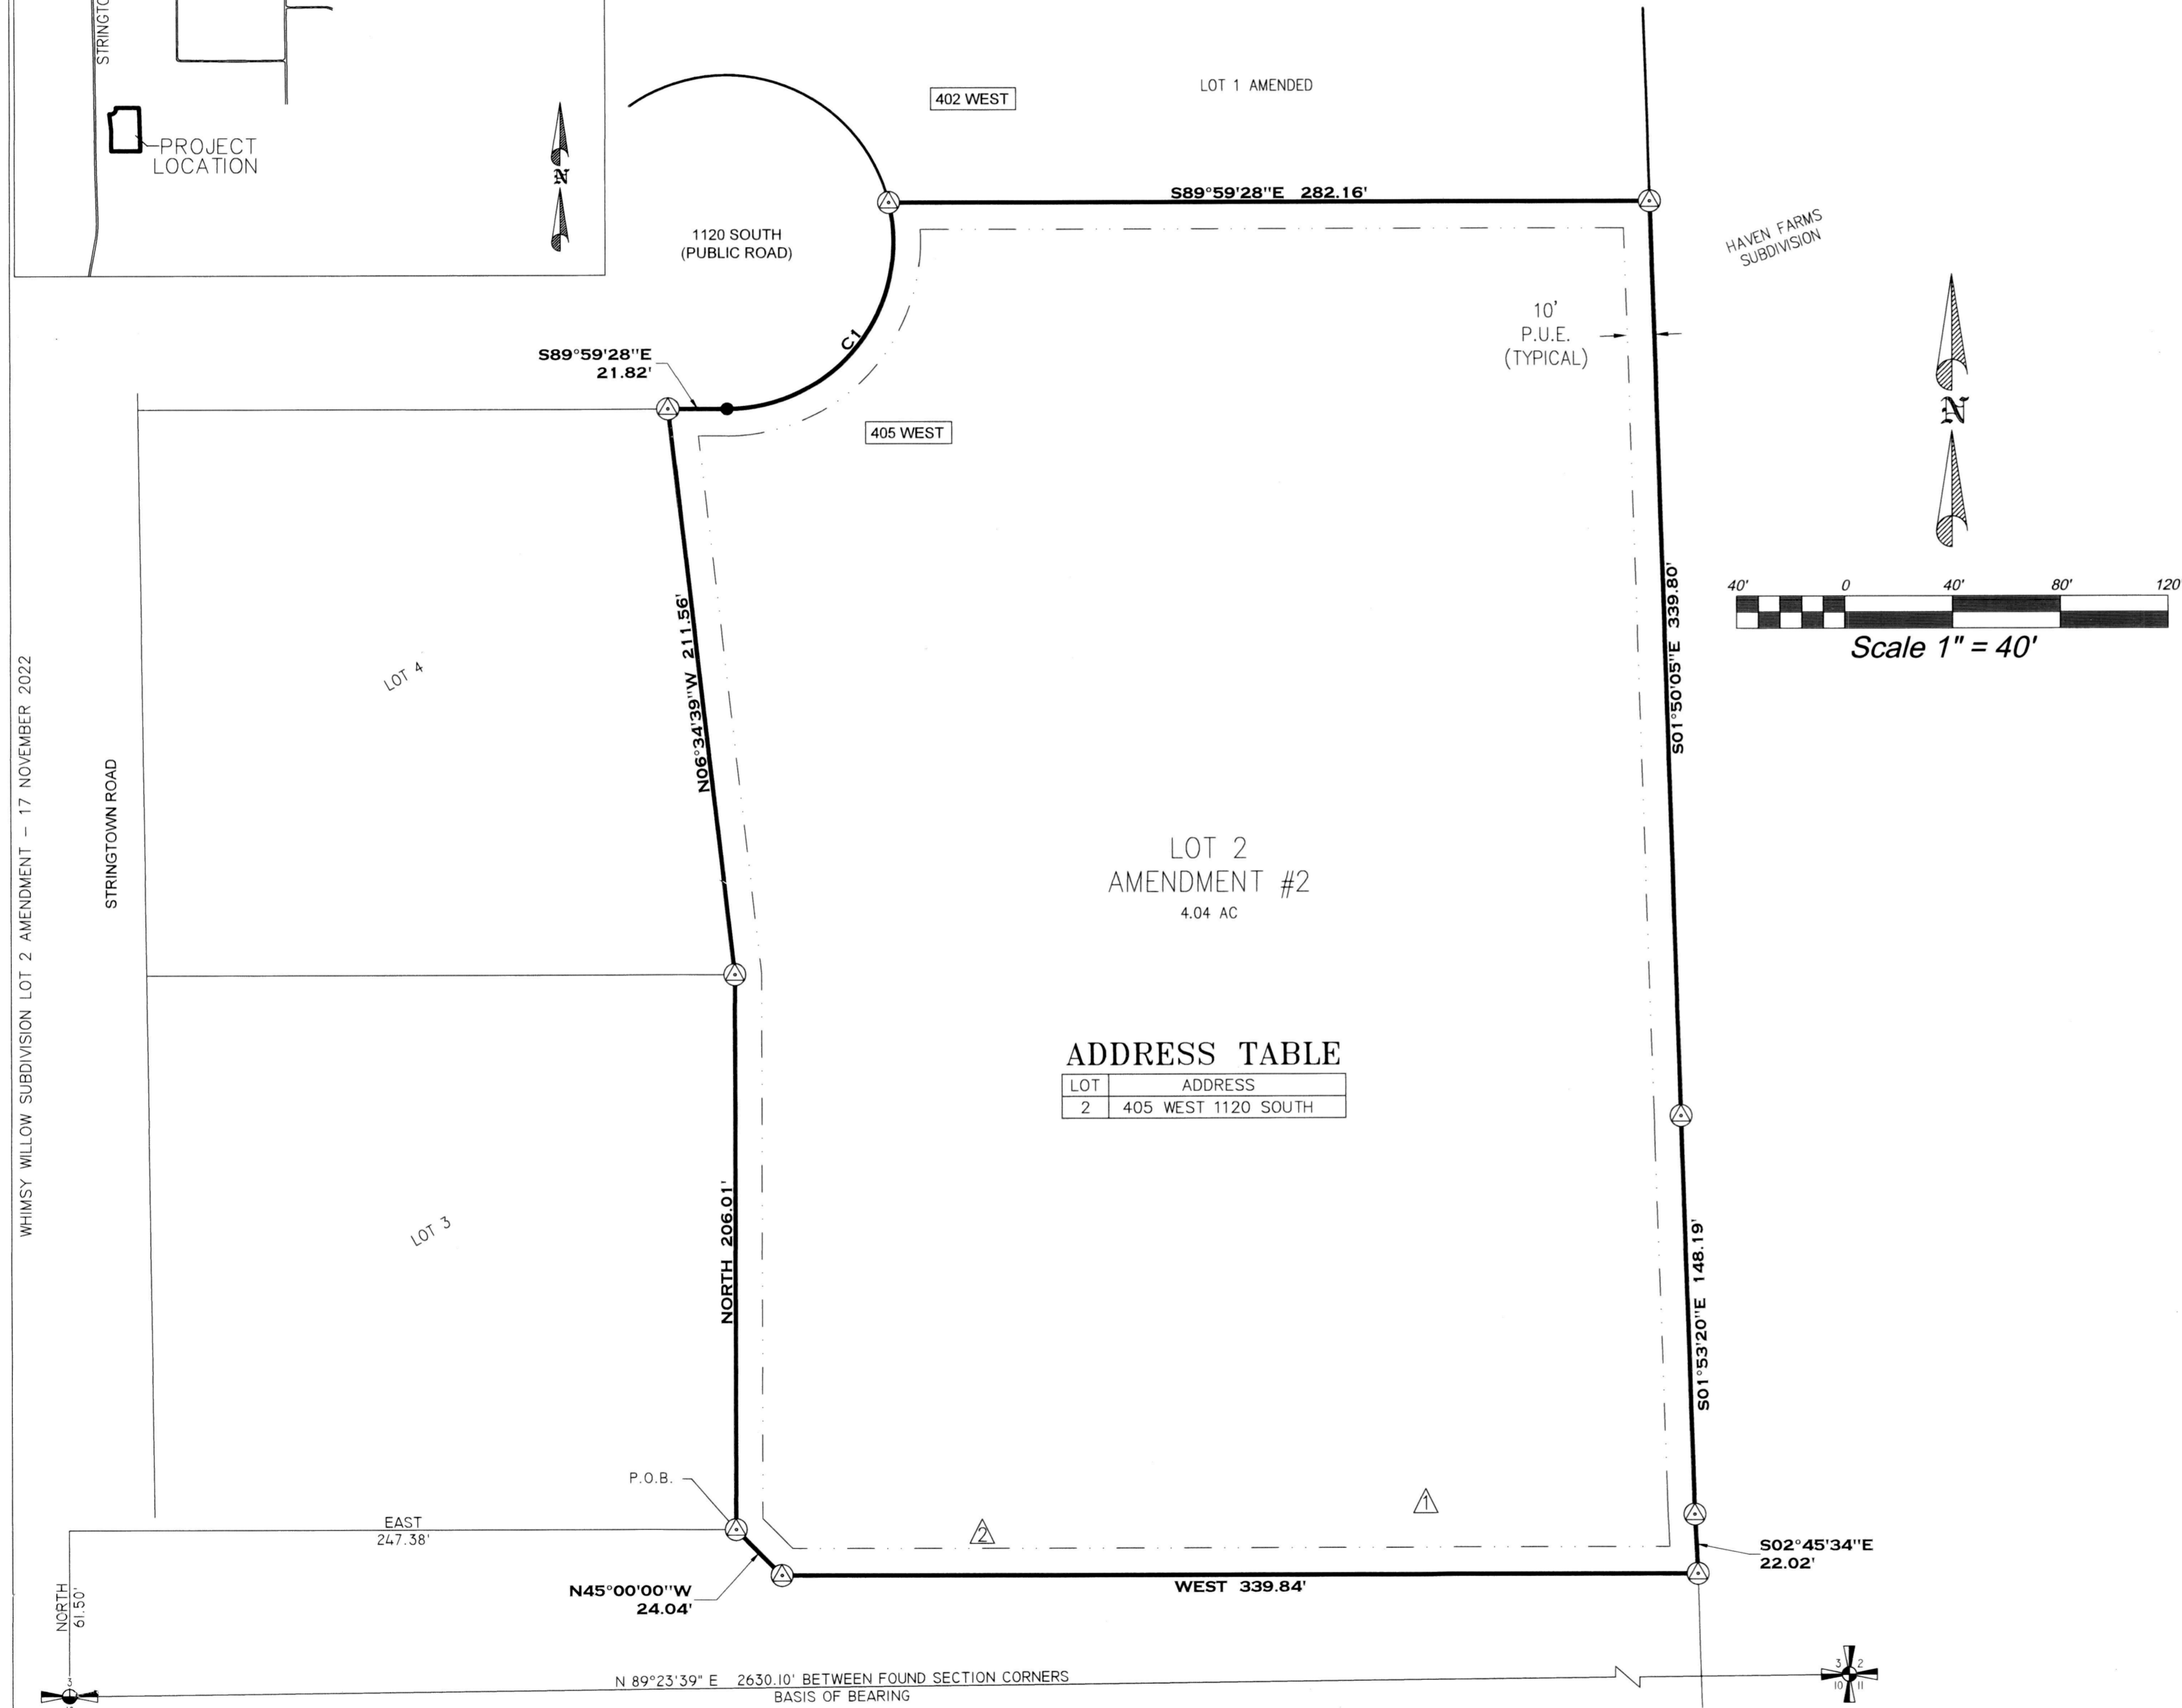 STRINGTO
PROJECT
LOCATION
N
402 WEST
LOT 1 AMENDED
S89°59'28"E 282.16'
1120 SOUTH
(PUBLIC ROAD)
HAVEN FARMS
SUBDIVISION
10'
P.U.E.
(TYPICAL)
C1
S89°59'28"E
21.82'
405 WEST
N
40' 0 40' 80' 120
Scale 1" = 40'
S01°50'05"E 339.80'
N06°34'39"W 211.56'
LOT 4
WHIMSY WILLOW SUBDIVISION LOT 2 AMENDMENT - 17 NOVEMBER 2022
STRINGTOWN ROAD
LOT 2
AMENDMENT #2
4.04 AC
ADDRESS TABLE
LOT ADDRESS
2 405 WEST 1120 SOUTH
LOT 3
NORTH 206.01'
S01°53'20"E 148.19'
P.O.B.
1
2
EAST
247.38'
S02°45'34"E
22.02'
N45°00'00"W
24.04'
WEST 339.84'
NORTH
61.50'
N 89°23'39" E 2630.10' BETWEEN FOUND SECTION CORNERS
BASIS OF BEARING
3
3 2
10 11